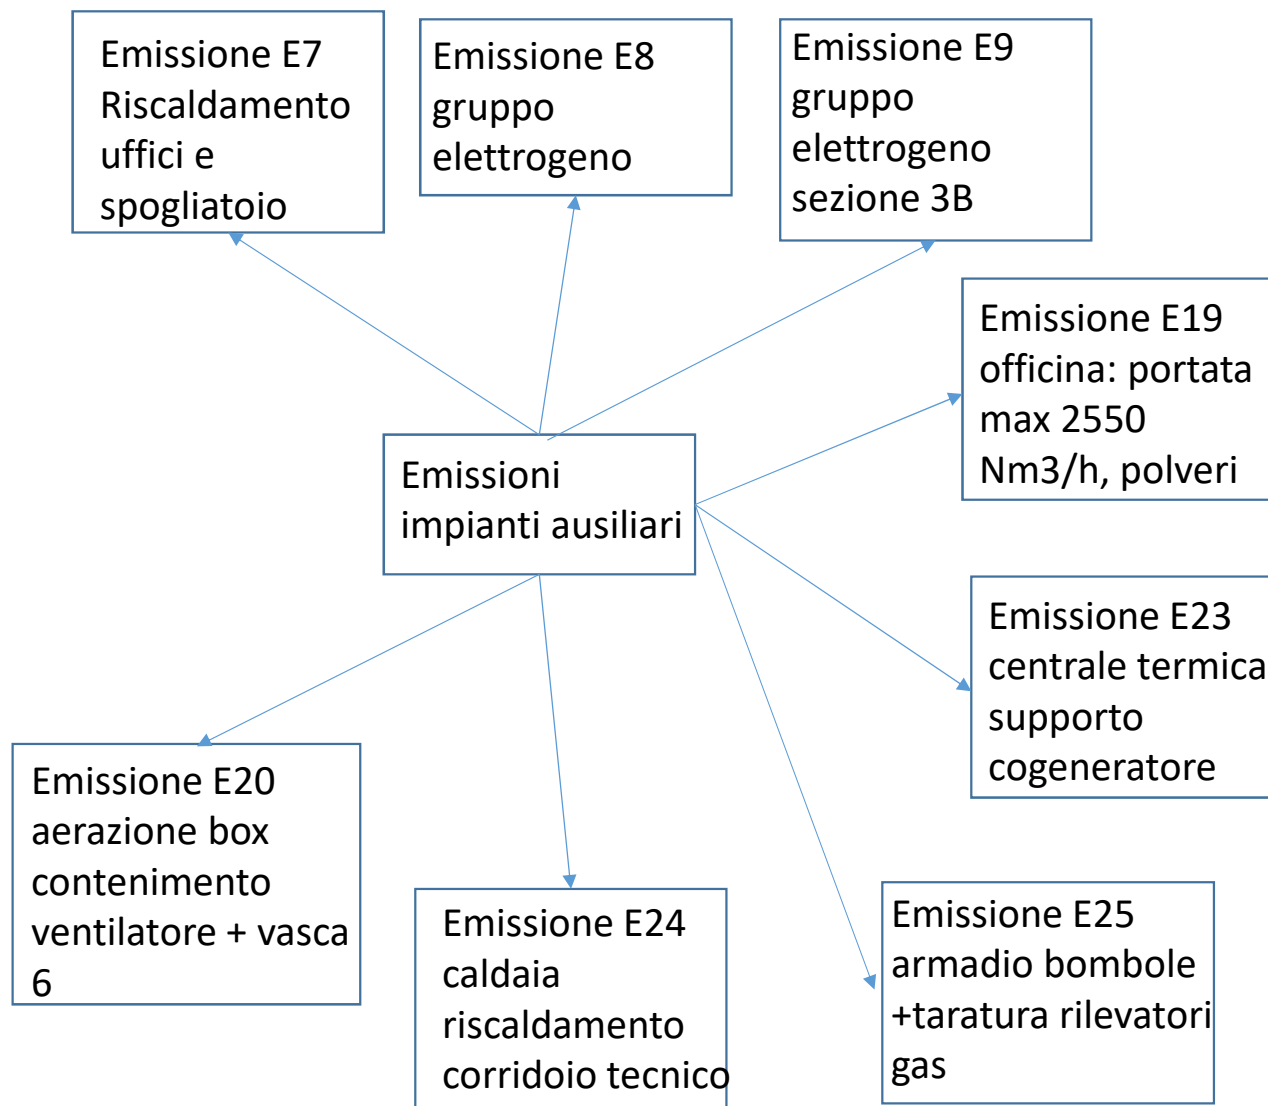 Emissione E7
Riscaldamento
uffici e
spogliatoio
Emissione E8
gruppo
elettrogeno
Emissione E9
gruppo
elettrogeno
sezione 3B
Emissione E19
officina: portata
max 2550
Nm3/h, polveri
Emissioni
impianti ausiliari
Emissione E23
centrale termica
supporto
cogeneratore
Emissione E20
aerazione box
contenimento
ventilatore + vasca
6
Emissione E24
caldaia
riscaldamento
corridoio tecnico
Emissione E25
armadio bombole
+taratura rilevatori
gas